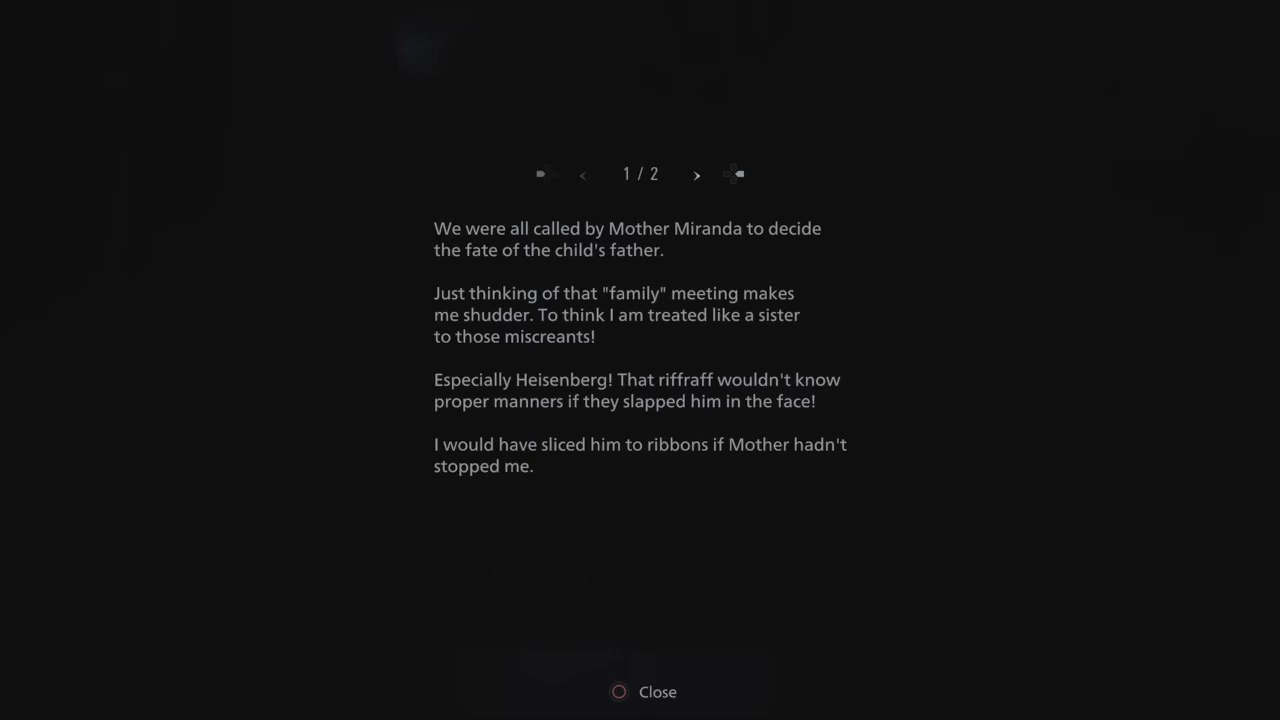 1 / 2
We were all called by Mother Miranda to decide
the fate of the child's father.
Just thinking of that "family" meeting makes
me shudder. To think I am treated like a sister
to those miscreants!
Especially Heisenberg! That riffraff wouldn't know
proper manners if they slapped him in the face!
I would have sliced him to ribbons if Mother hadn't
stopped me.
Close